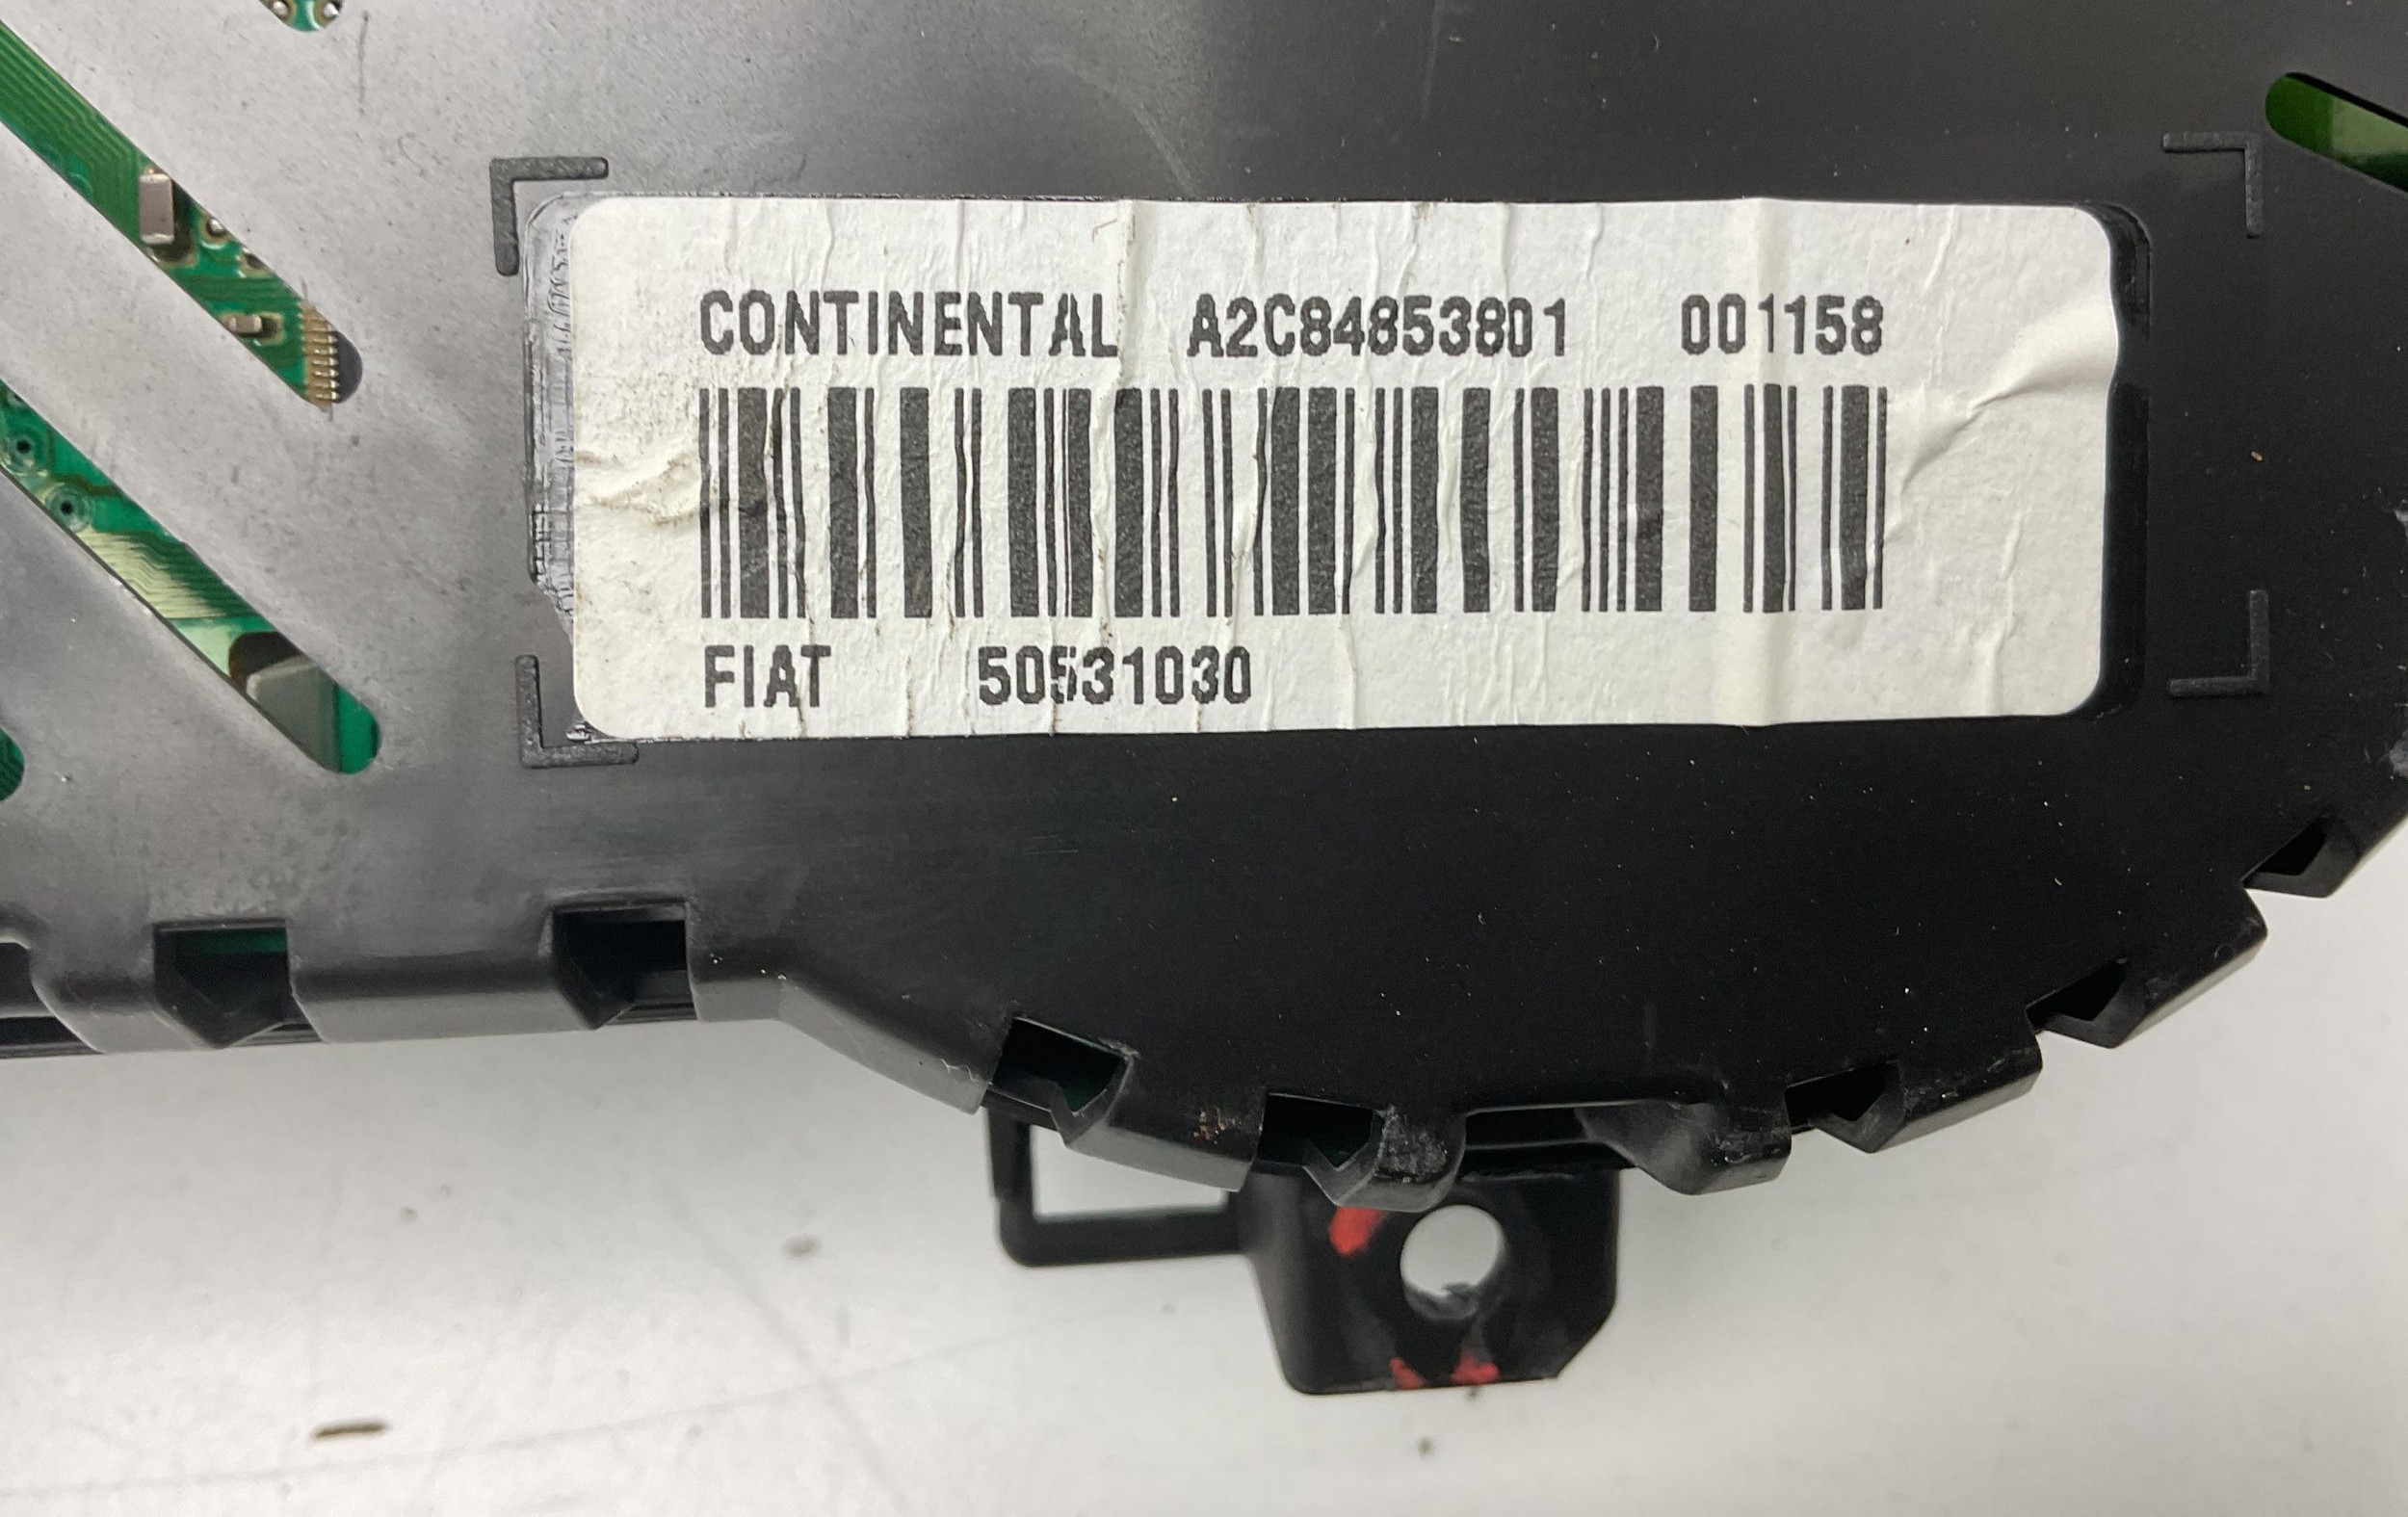 CONTINENTAL A2C84853801 001158
FIAT 50531030